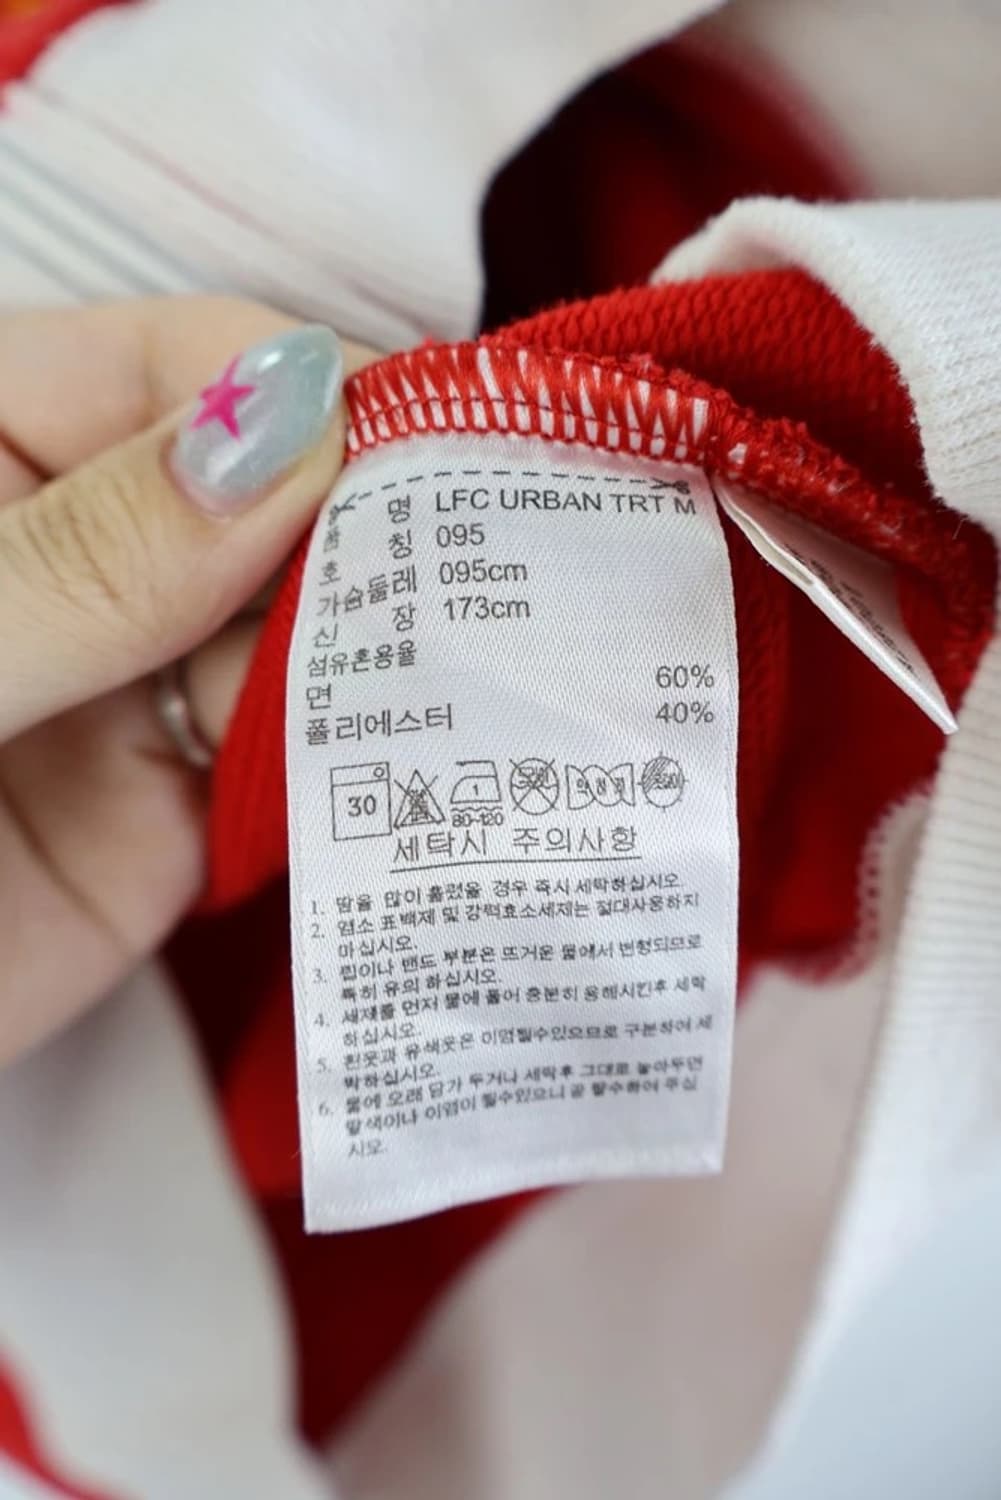 품 명 LFC URBAN TRT M
호 칭 095
가슴둘레 095cm
신 장 173cm
섬유혼용율
면 60%
폴리에스터 40%
30
1
80~120
약하게
세탁시 주의사항
1. 땀을 많이 흘렸을 경우 즉시 세탁하십시오.
2. 염소 표백제 및 강력효소세제는 절대사용하지
마십시오.
3. 립이나 밴드 부분은 뜨거운 물에서 변형되므로
특히 유의 하십시오.
4. 세제를 먼저 물에 풀어 충분히 용해시킨후 세탁
하십시오.
5. 흰옷과 유색옷은 이염될수있으므로 구분하여 세
탁하십시오.
6. 물에 오래 담가 두거나 세탁후 그대로 놓아두면
탈색이나 이염이 될수있으니 곧 탈수하여 주십
시오.